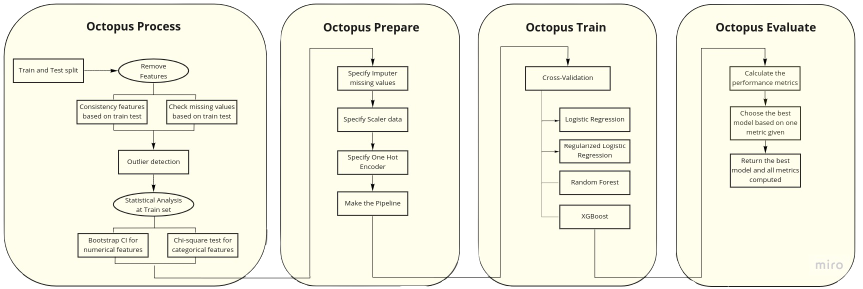 Octopus Process
Train and Test split
Remove
Features
Consistency features
based on train test
Check missing values
based on train test
Outlier detection
Statistical Analysis
at Train set
Bootstrap CI for
numerical features
Chi-square test for
categorical features
Octopus Prepare
Specify Imputer
missing values
Specify Scaler data
Specify One Hot
Encoder
Make the Pipeline
Octopus Train
Cross-Validation
Logistic Regression
Regularized Logistic
Regression
Random Forest
XGBoost
Octopus Evaluate
Calculate the
performance metrics
Choose the best
model based on one
metric given
Return the best
model and all metrics
computed
miro